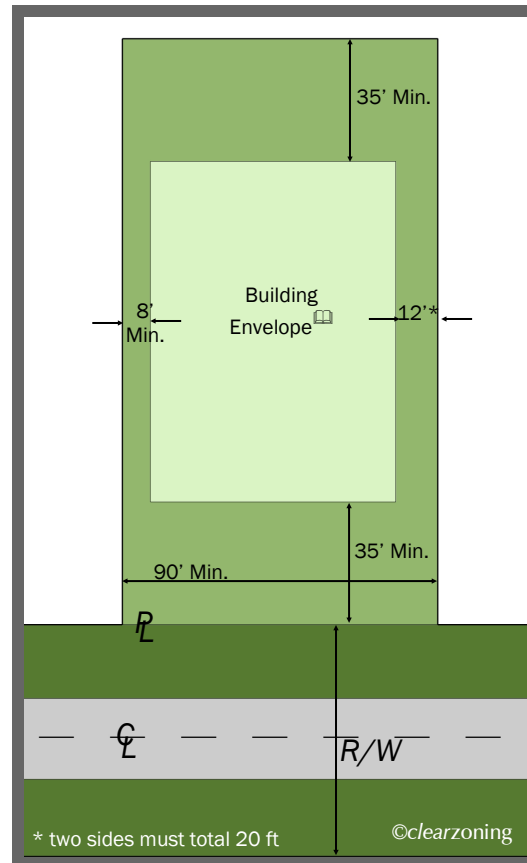 35’ Min.
8’
Min.
Building
Envelope
12’*
35’ Min.
90’ Min.
PL
CL
R/W
* two sides must total 20 ft
©clearzoning